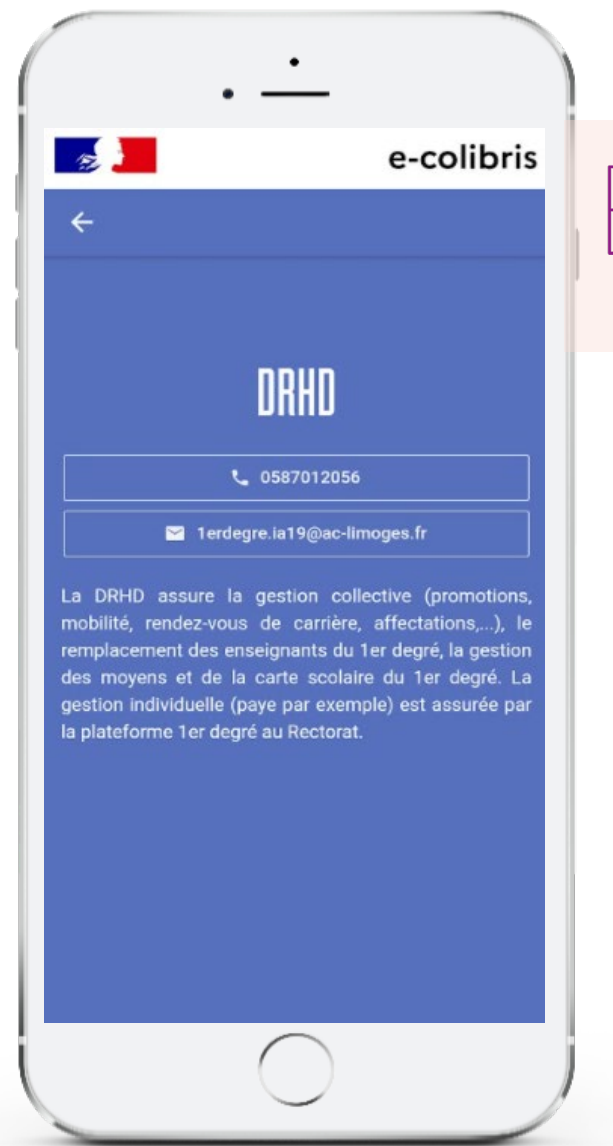 e-colibris
DRHD
0587012056
1erdegre.ia19@ac-limoges.fr
La DRHD assure la gestion collective (promotions,
mobilité, rendez-vous de carrière, affectations,...), le
remplacement des enseignants du 1er degré, la gestion
des moyens et de la carte scolaire du 1er degré. La
gestion individuelle (paye par exemple) est assurée par
la plateforme 1er degré au Rectorat.